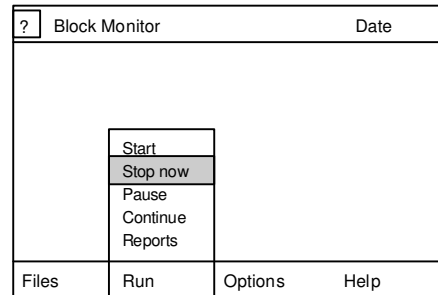 ? Block Monitor Date
Start
Stop now
Pause
Continue
Reports
Files Run Options Help